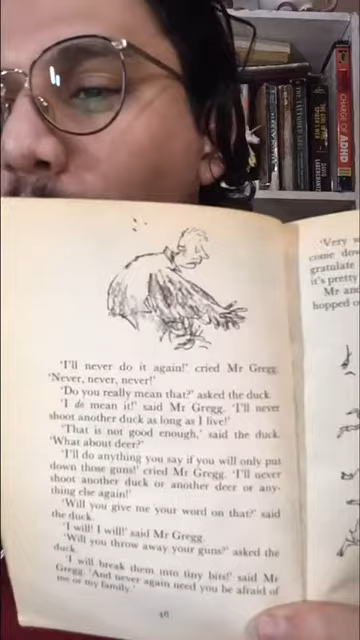 'I'll never do it again!' cried Mr Gregg.
'Never, never, never!'
'Do you really mean that?' asked the duck.
'I do mean it!' said Mr Gregg. 'I'll never
shoot another duck as long as I live!'
'That is not good enough,' said the duck.
'What about deer?'
'I'll do anything you say if you will only put
down those guns!' cried Mr Gregg. 'I'll never
shoot another duck or another deer or any-
thing else again!'
'Will you give me your word on that?' said
the duck.
'I will! I will!' said Mr Gregg.
'Will you throw away your guns?' asked the
duck.
'I will break them into tiny bits!' said Mr
Gregg. 'And never again need you be afraid of
me or my family.'
46
'Very
come
gratulate
it's pretty
Mr and
hopped
CHARGE OF
ADHD